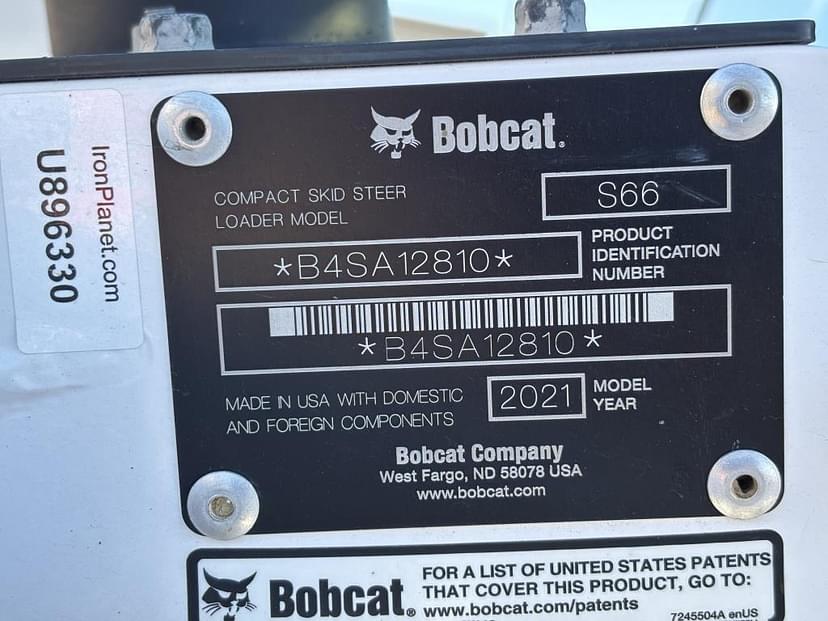 IronPlanet.com
U896330
Bobcat®
COMPACT SKID STEER
LOADER MODEL
S66
*B4SA12810*
PRODUCT
IDENTIFICATION
NUMBER
*B4SA12810*
MADE IN USA WITH DOMESTIC
AND FOREIGN COMPONENTS
2021
MODEL
YEAR
Bobcat Company
West Fargo, ND 58078 USA
www.bobcat.com
Bobcat®
FOR A LIST OF UNITED STATES PATENTS
THAT COVER THIS PRODUCT, GO TO:
www.bobcat.com/patents
7245504A enUS